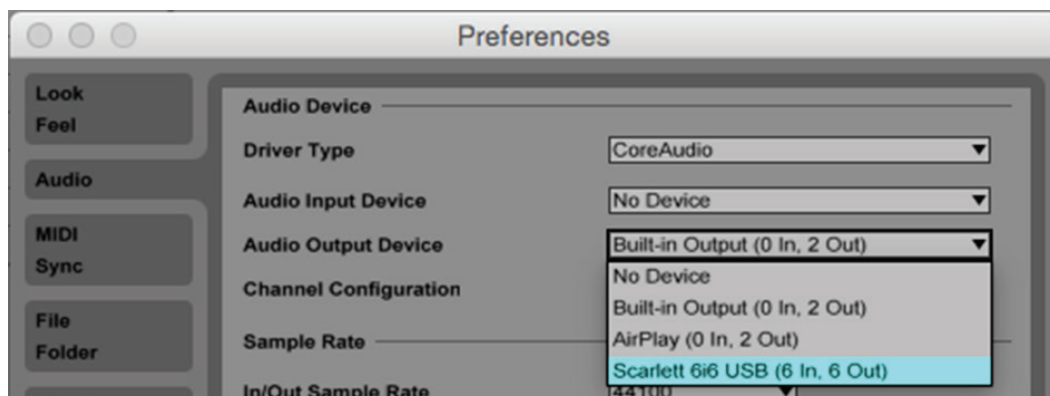 Preferences
Look
Feel
Audio
MIDI
Sync
File
Folder
Audio Device
Driver Type CoreAudio
Audio Input Device No Device
Audio Output Device Built-in Output (0 In, 2 Out)
No Device
Channel Configuration
Built-in Output (0 In, 2 Out)
Sample Rate AirPlay (0 In, 2 Out)
Scarlett 6i6 USB (6 In, 6 Out)
In/Out Sample Rate 44100